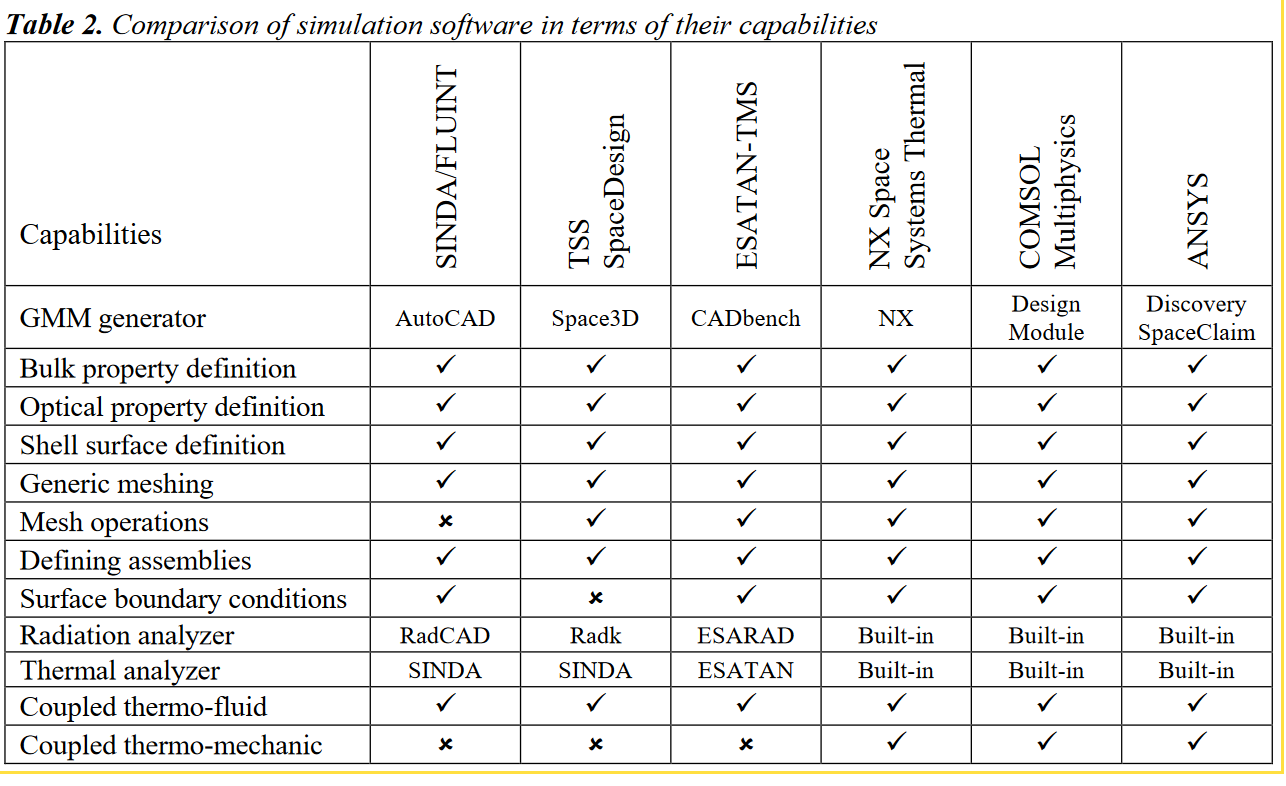 Table 2. Comparison of simulation software in terms of their capabilities
Capabilities SINDA/FLUINT TSS SpaceDesign ESATAN-TMS NX Space Systems Thermal COMSOL Multiphysics ANSYS
GMM generator AutoCAD Space3D CADbench NX Design Module Discovery SpaceClaim
Bulk property definition ✓ ✓ ✓ ✓ ✓ ✓
Optical property definition ✓ ✓ ✓ ✓ ✓ ✓
Shell surface definition ✓ ✓ ✓ ✓ ✓ ✓
Generic meshing ✓ ✓ ✓ ✓ ✓ ✓
Mesh operations ✗ ✓ ✓ ✓ ✓ ✓
Defining assemblies ✓ ✓ ✓ ✓ ✓ ✓
Surface boundary conditions ✓ ✗ ✓ ✓ ✓ ✓
Radiation analyzer RadCAD Radk ESARAD Built-in Built-in Built-in
Thermal analyzer SINDA SINDA ESATAN Built-in Built-in Built-in
Coupled thermo-fluid ✓ ✓ ✓ ✓ ✓ ✓
Coupled thermo-mechanic ✗ ✗ ✗ ✓ ✓ ✓